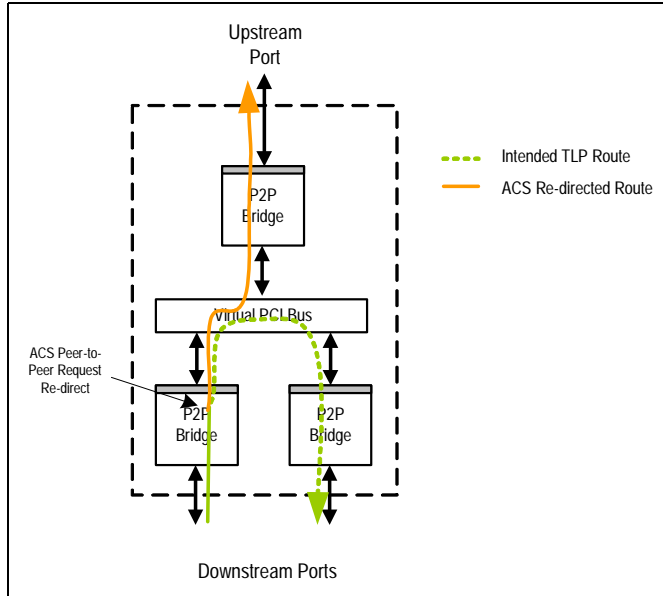 Upstream
Port
Intended TLP Route
ACS Re-directed Route
P2P
Bridge
Virtual PCI Bus
ACS Peer-to-
Peer Request
Re-direct
P2P
Bridge
P2P
Bridge
Downstream Ports